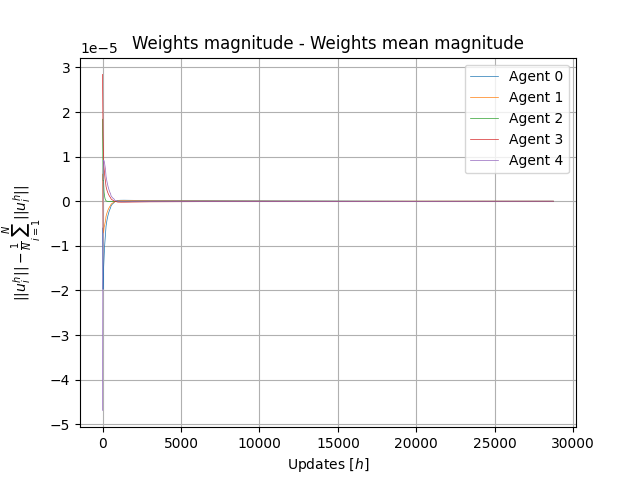 Weights magnitude - Weights mean magnitude
1e−5
3
2
1
0
−1
−2
−3
−4
−5
||u_i^h|| − \frac{1}{N} \sum_{i=1}^{N} ||u_i^h||
Agent 0
Agent 1
Agent 2
Agent 3
Agent 4
0 5000 10000 15000 20000 25000 30000
Updates [h]